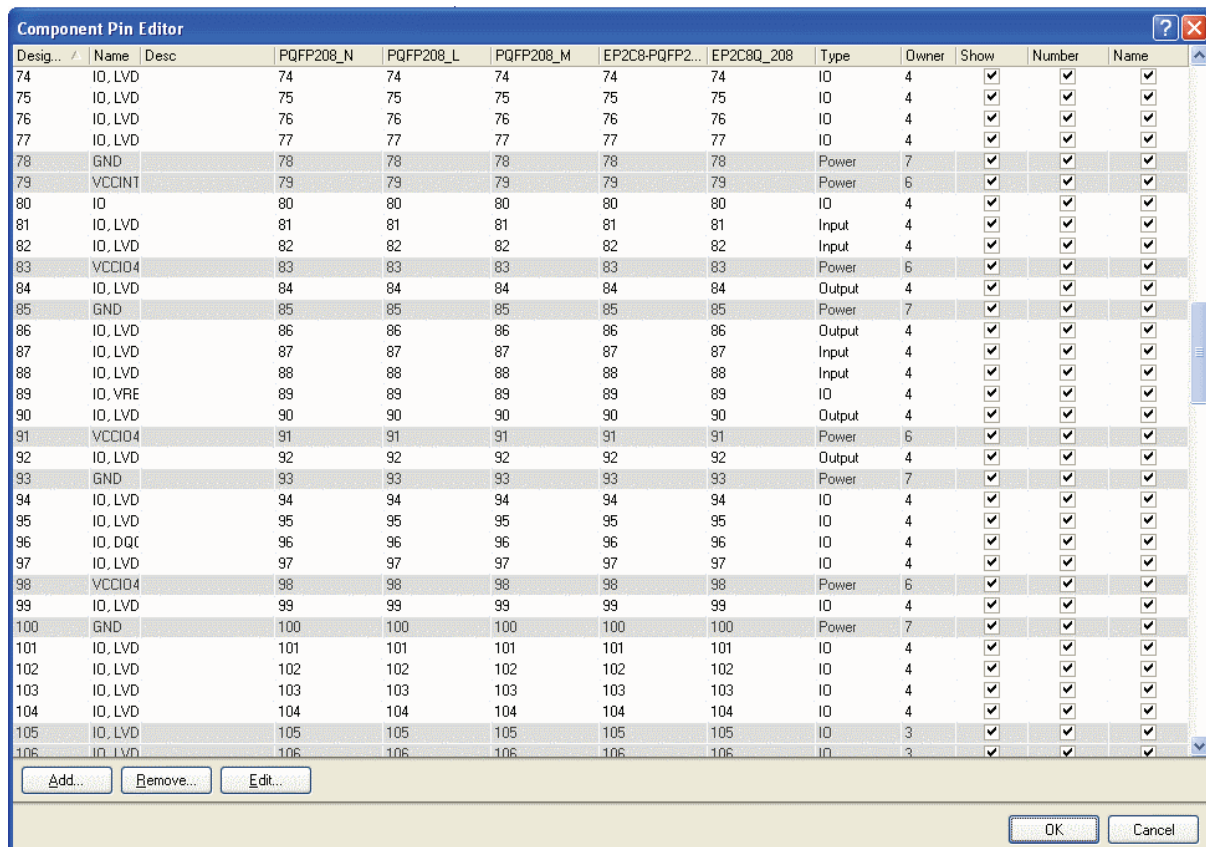 Component Pin Editor
Desig... Name Desc PQFP208_N PQFP208_L PQFP208_M EP2C8-PQFP2... EP2C8Q_208 Type Owner Show Number Name
74 IO, LVD 74 74 74 74 74 IO 4
75 IO, LVD 75 75 75 75 75 IO 4
76 IO, LVD 76 76 76 76 76 IO 4
77 IO, LVD 77 77 77 77 77 IO 4
78 GND 78 78 78 78 78 Power 7
79 VCCINT 79 79 79 79 79 Power 6
80 IO 80 80 80 80 80 IO 4
81 IO, LVD 81 81 81 81 81 Input 4
82 IO, LVD 82 82 82 82 82 Input 4
83 VCCIO4 83 83 83 83 83 Power 6
84 IO, LVD 84 84 84 84 84 Output 4
85 GND 85 85 85 85 85 Power 7
86 IO, LVD 86 86 86 86 86 Output 4
87 IO, LVD 87 87 87 87 87 Input 4
88 IO, LVD 88 88 88 88 88 Input 4
89 IO, VRE 89 89 89 89 89 IO 4
90 IO, LVD 90 90 90 90 90 Output 4
91 VCCIO4 91 91 91 91 91 Power 6
92 IO, LVD 92 92 92 92 92 Output 4
93 GND 93 93 93 93 93 Power 7
94 IO, LVD 94 94 94 94 94 IO 4
95 IO, LVD 95 95 95 95 95 IO 4
96 IO, DQ( 96 96 96 96 96 IO 4
97 IO, LVD 97 97 97 97 97 IO 4
98 VCCIO4 98 98 98 98 98 Power 6
99 IO, LVD 99 99 99 99 99 IO 4
100 GND 100 100 100 100 100 Power 7
101 IO, LVD 101 101 101 101 101 IO 4
102 IO, LVD 102 102 102 102 102 IO 4
103 IO, LVD 103 103 103 103 103 IO 4
104 IO, LVD 104 104 104 104 104 IO 4
105 IO, LVD 105 105 105 105 105 IO 3
106 IO, LVD 106 106 106 106 106 IO 3
Add... Remove... Edit...
OK Cancel